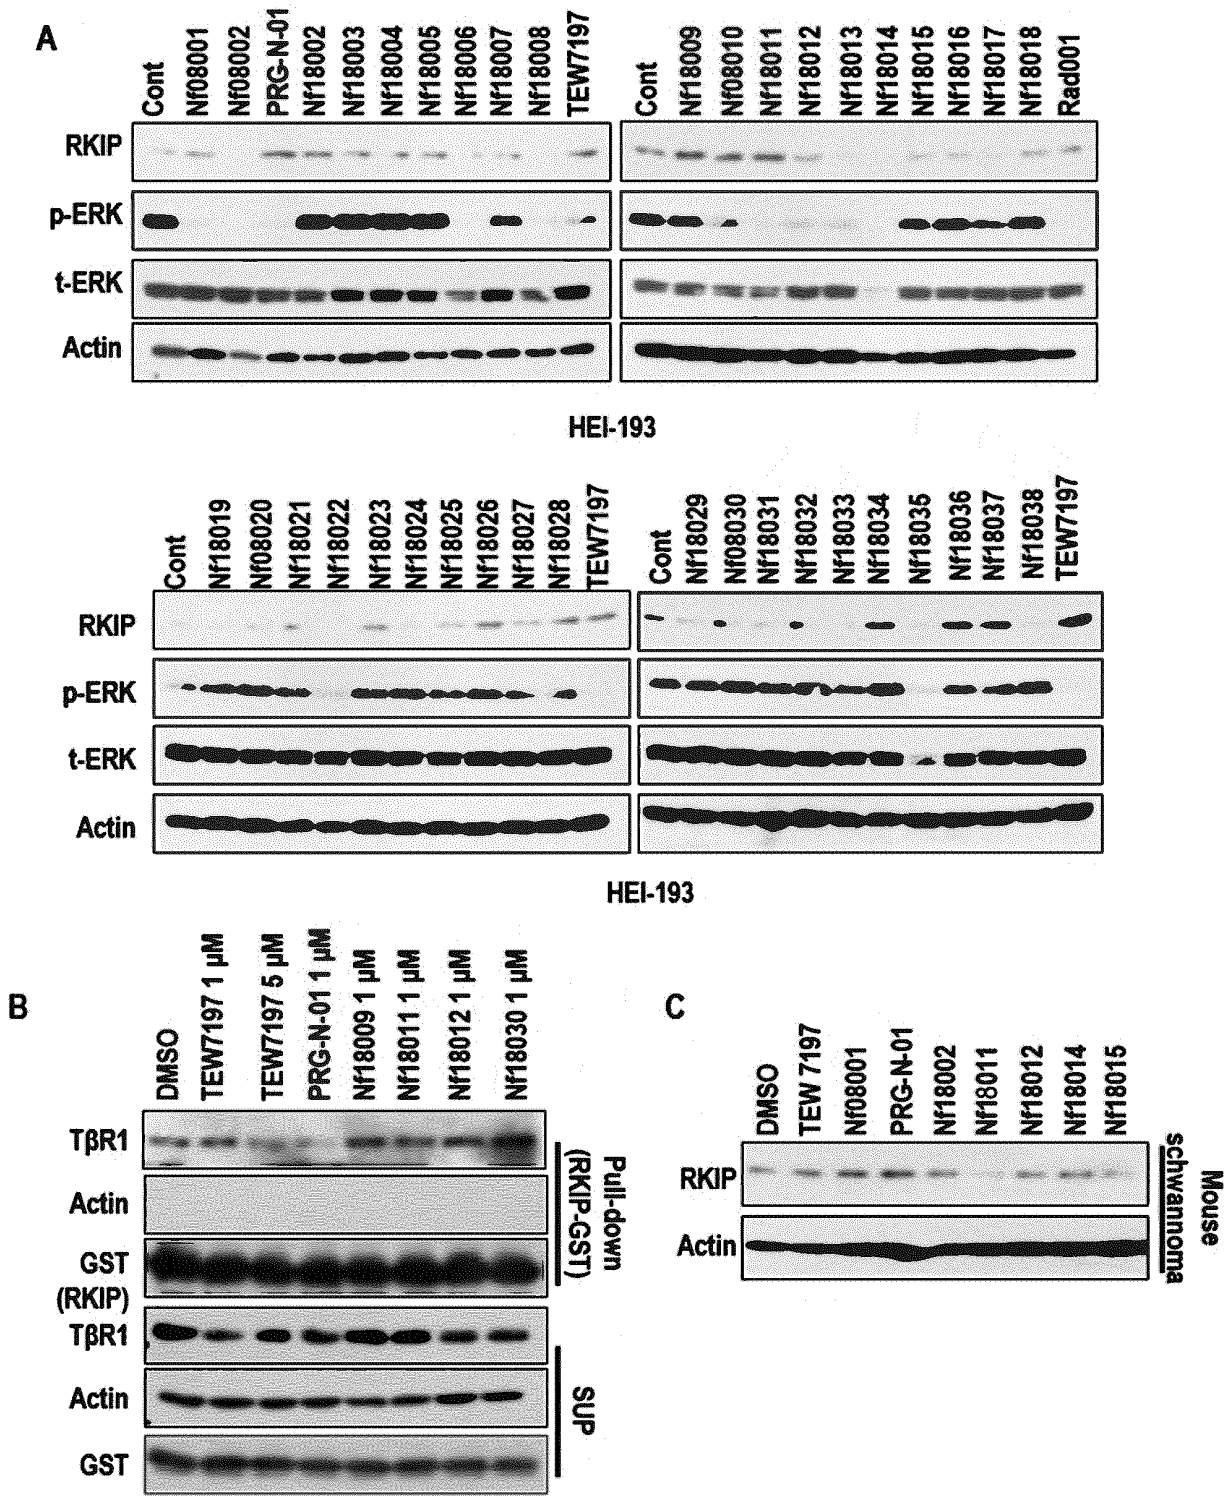 A
Cont Nf08001 Nf08002 PRG-N-01 Nf18002 Nf18003 Nf18004 Nf18005 Nf18006 Nf18007 Nf18008 TEW7197
Cont Nf18009 Nf08010 Nf18011 Nf18012 Nf18013 Nf18014 Nf18015 Nf18016 Nf18017 Nf18018 Rad001
RKIP
p-ERK
t-ERK
Actin
HEI-193
Cont Nf18019 Nf08020 Nf18021 Nf18022 Nf18023 Nf18024 Nf18025 Nf18026 Nf18027 Nf18028 TEW7197
Cont Nf18029 Nf08030 Nf18031 Nf18032 Nf18033 Nf18034 Nf18035 Nf18036 Nf18037 Nf18038 TEW7197
RKIP
p-ERK
t-ERK
Actin
HEI-193
B
DMSO
TEW7197 1 µM
TEW7197 5 µM
PRG-N-01 1 µM
Nf18009 1 µM
Nf18011 1 µM
Nf18012 1 µM
Nf18030 1 µM
TβR1
Actin
GST
(RKIP)
Pull-down
(RKIP-GST)
TβR1
Actin
GST
SUP
C
DMSO
TEW 7197
Nf08001
PRG-N-01
Nf18002
Nf18011
Nf18012
Nf18014
Nf18015
RKIP
Actin
Mouse
schwannoma